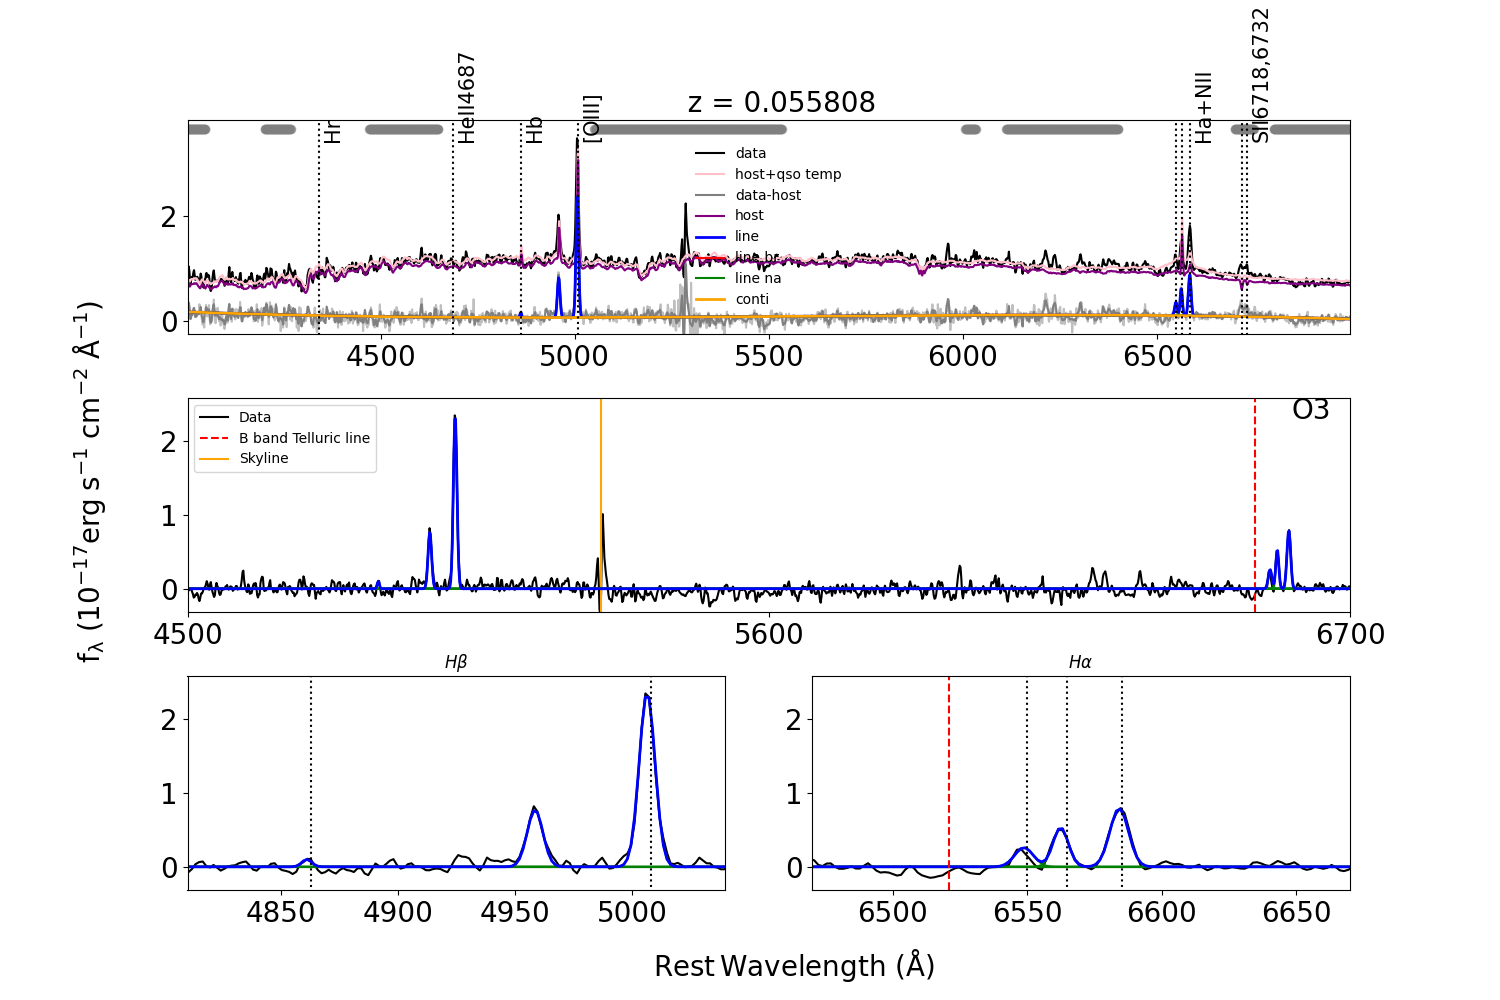 z = 0.055808
Hr
HeII4687
Hb
[OIII]
Ha+NII
SII6718,6732
data
host+qso temp
data-host
host
line
line br
line na
conti
2
0
4500
5000
5500
6000
6500
O3
Data
B band Telluric line
Skyline
2
1
0
4500
5600
6700
fλ (10⁻¹⁷erg s⁻¹ cm⁻² Å⁻¹)
Hβ
2
1
0
4850
4900
4950
5000
Hα
2
1
0
6500
6550
6600
6650
Rest Wavelength (Å)